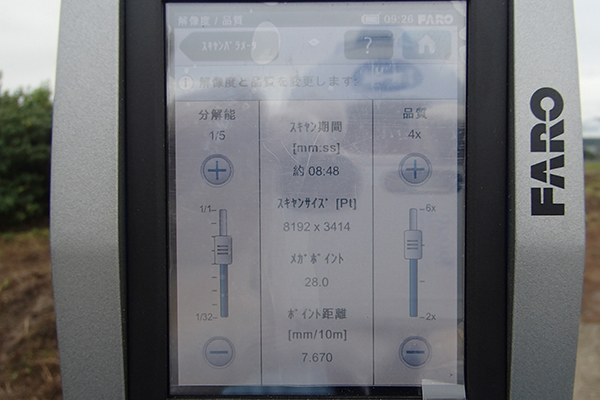 解像度 / 品質
09:26 FARO
ｽｷｬﾝﾊﾟﾗﾒｰﾀ
?
解像度と品質を変更します:
分解能
1/5
1/1
1/32
ｽｷｬﾝ期間
[mm:ss]
約 08:48
ｽｷｬﾝｻｲｽﾞ [Pt]
8192 x 3414
ﾒｶﾞﾎﾟｲﾝﾄ
28.0
ﾎﾟｲﾝﾄ距離
[mm/10m]
7.670
品質
4x
6x
2x
FARO